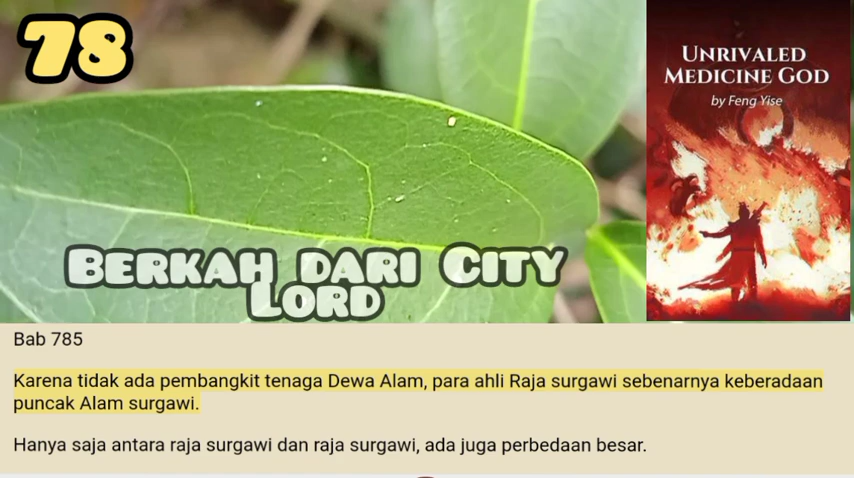 78
UNRIVALED
MEDICINE GOD
by Feng Yise
BERKAH DARI CITY
LORD
Bab 785
Karena tidak ada pembangkit tenaga Dewa Alam, para ahli Raja surgawi sebenarnya keberadaan
puncak Alam surgawi.
Hanya saja antara raja surgawi dan raja surgawi, ada juga perbedaan besar.